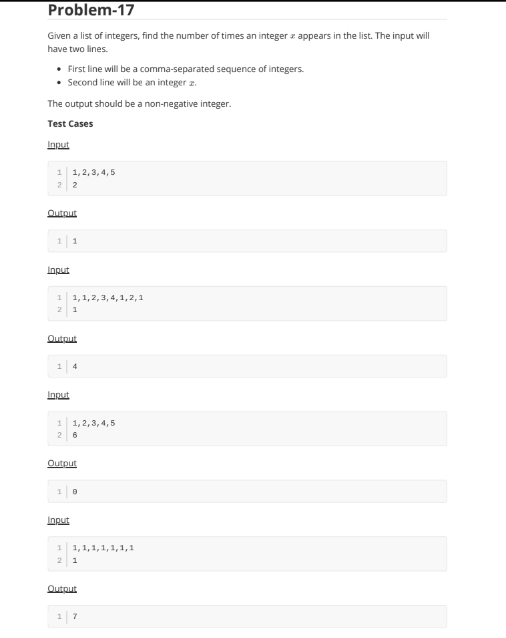 Problem-17
Given a list of integers, find the number of times an integer x appears in the list. The input will
have two lines.
• First line will be a comma-separated sequence of integers.
• Second line will be an integer x.
The output should be a non-negative integer.
Test Cases
Input
1 1,2,3,4,5
2 2
Output
1 1
Input
1 1,1,2,3,4,1,2,1
2 1
Output
1 4
Input
1 1,2,3,4,5
2 6
Output
1 0
Input
1 1,1,1,1,1,1,1
2 1
Output
1 7